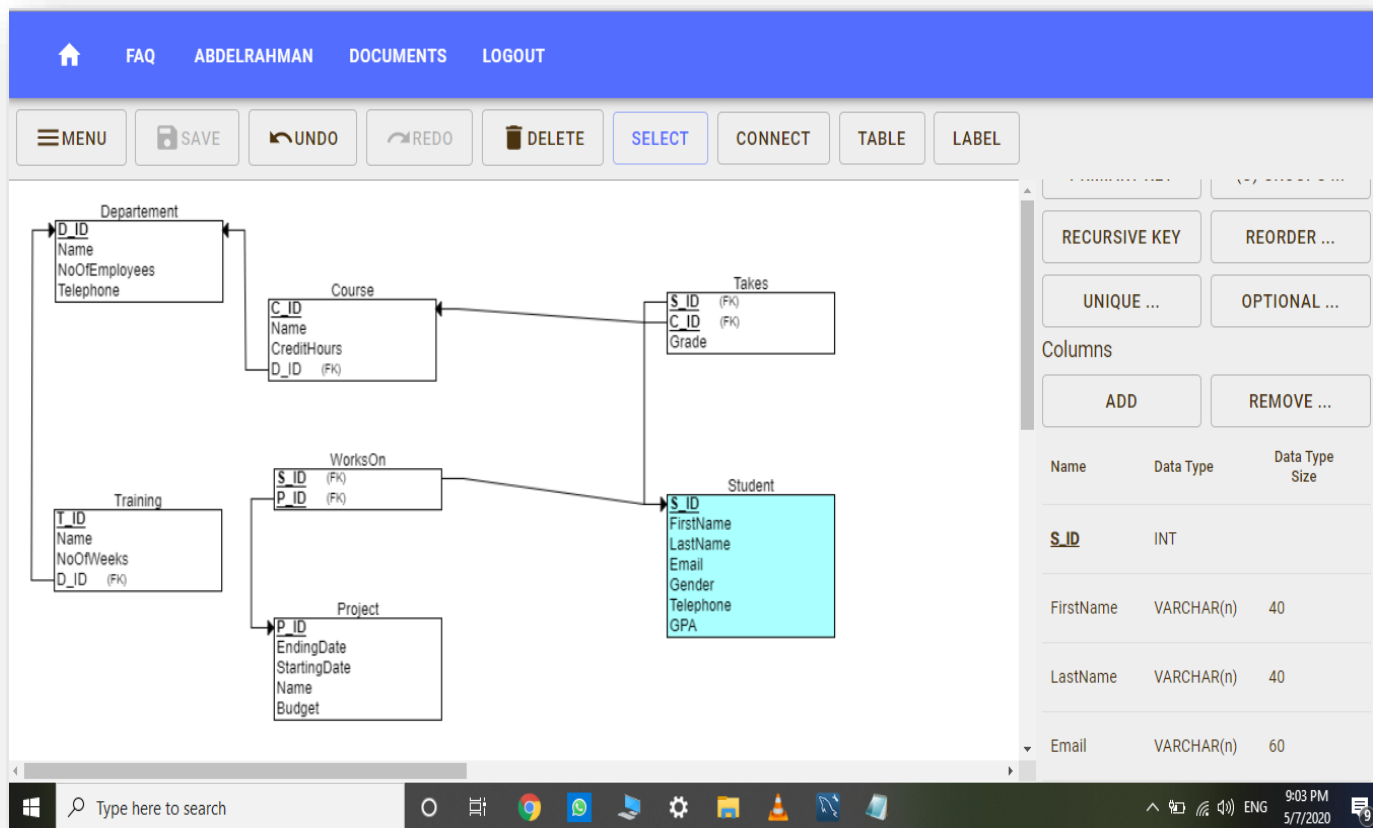 FAQ ABDELRAHMAN DOCUMENTS LOGOUT
MENU SAVE UNDO REDO DELETE SELECT CONNECT TABLE LABEL
Departement
D_ID
Name
NoOfEmployees
Telephone
Course
C_ID
Name
CreditHours
D_ID (FK)
Takes
S_ID (FK)
C_ID (FK)
Grade
WorksOn
S_ID (FK)
P_ID (FK)
Training
T_ID
Name
NoOfWeeks
D_ID (FK)
Student
S_ID
FirstName
LastName
Email
Gender
Telephone
GPA
Project
P_ID
EndingDate
StartingDate
Name
Budget
RECURSIVE KEY REORDER ...
UNIQUE ... OPTIONAL ...
Columns
ADD REMOVE ...
Name Data Type Data Type
Size
S_ID INT
FirstName VARCHAR(n) 40
LastName VARCHAR(n) 40
Email VARCHAR(n) 60
Type here to search
ENG
9:03 PM
5/7/2020
9